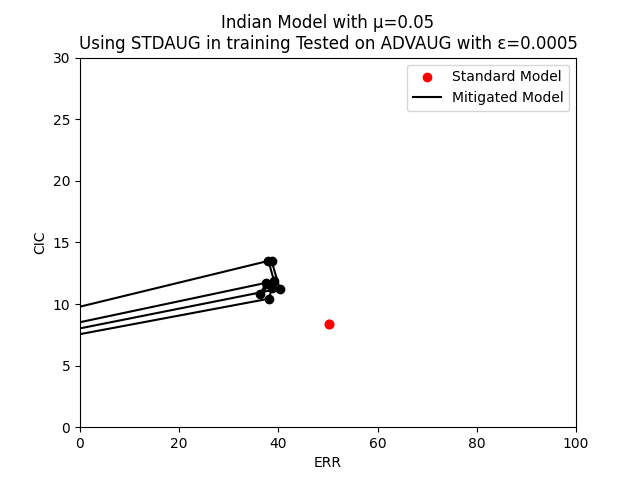 Indian Model with μ=0.05
Using STDAUG in training Tested on ADVAUG with ε=0.0005
Standard Model
Mitigated Model
30
25
20
15
10
5
0
CIC
0 20 40 60 80 100
ERR